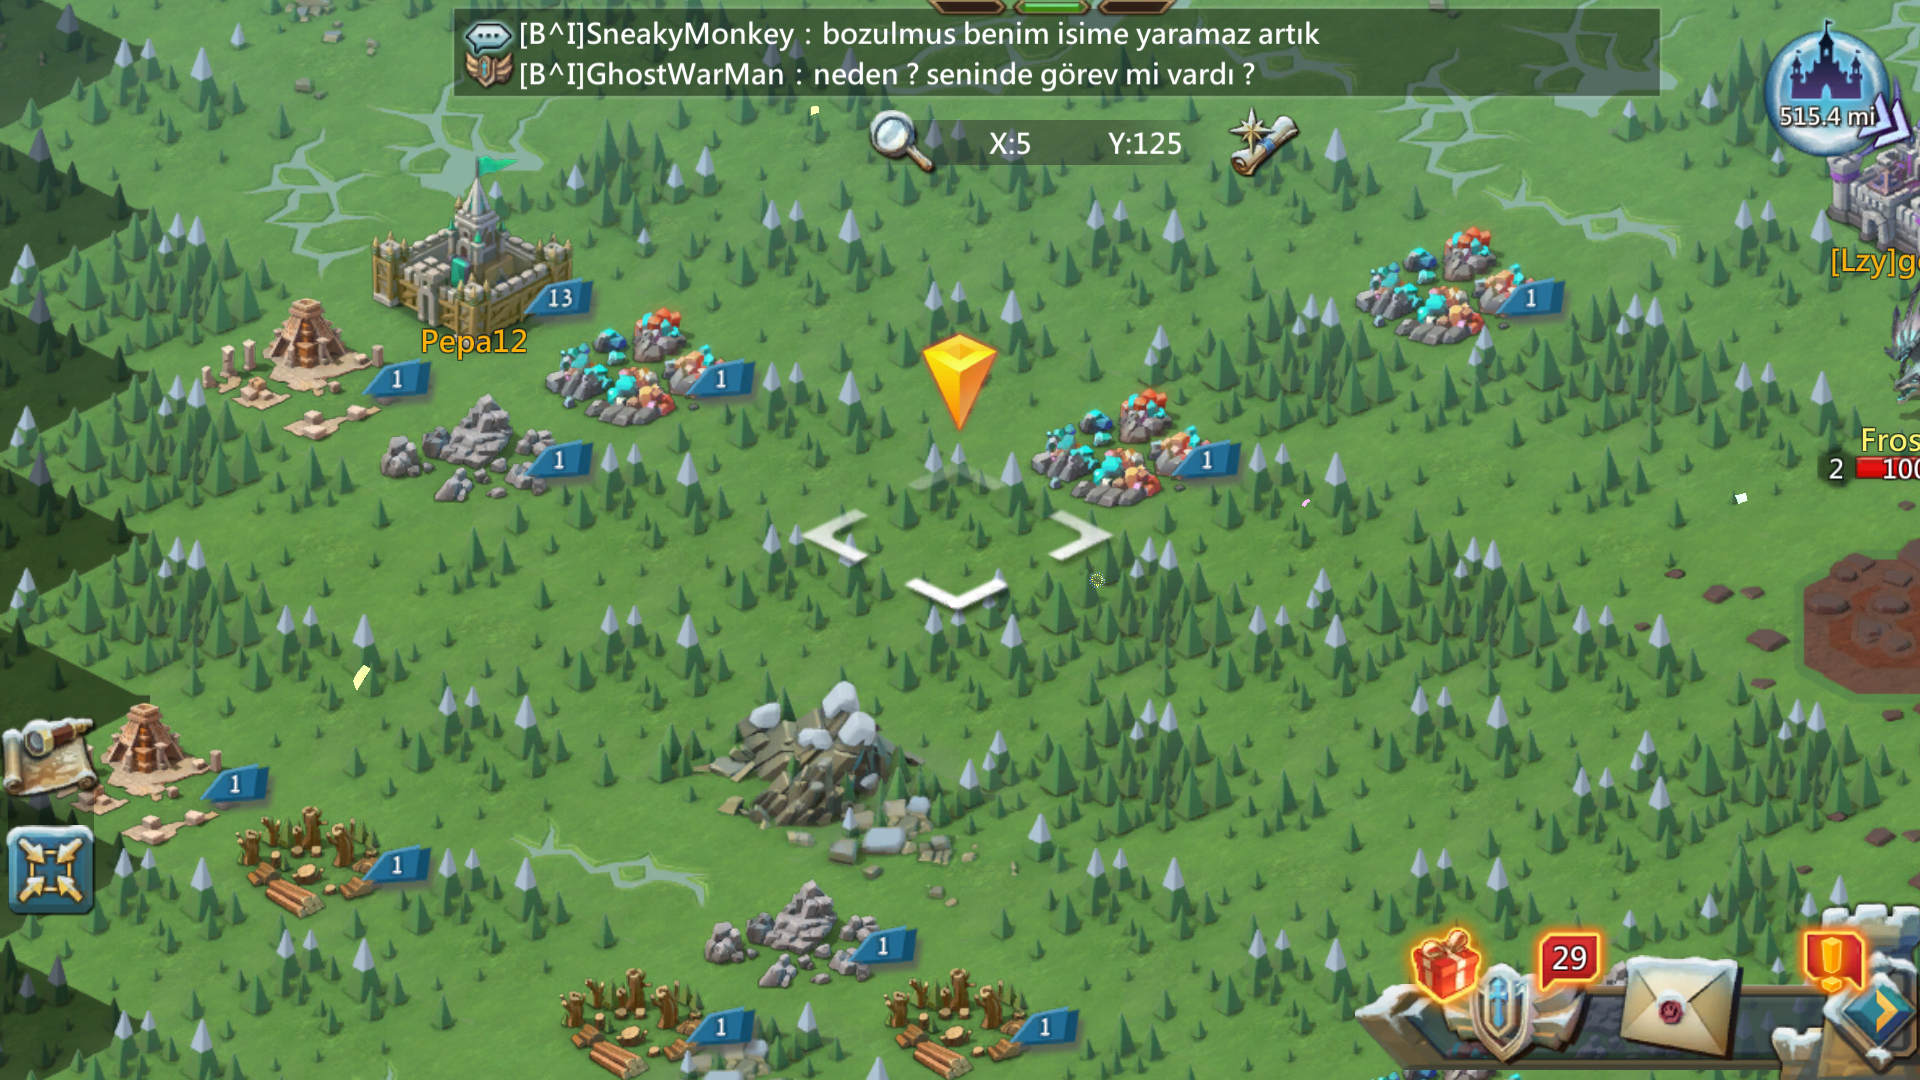 [B^I]SneakyMonkey : bozulmus benim isime yaramaz artık
[B^I]GhostWarMan : neden ? seninde görev mi vardı ?
515.4 mi
X:5 Y:125
[Lzy]g
13
Pepa12
1
1
1
1
1
Fros
2 100
1
1
1
1
1
29